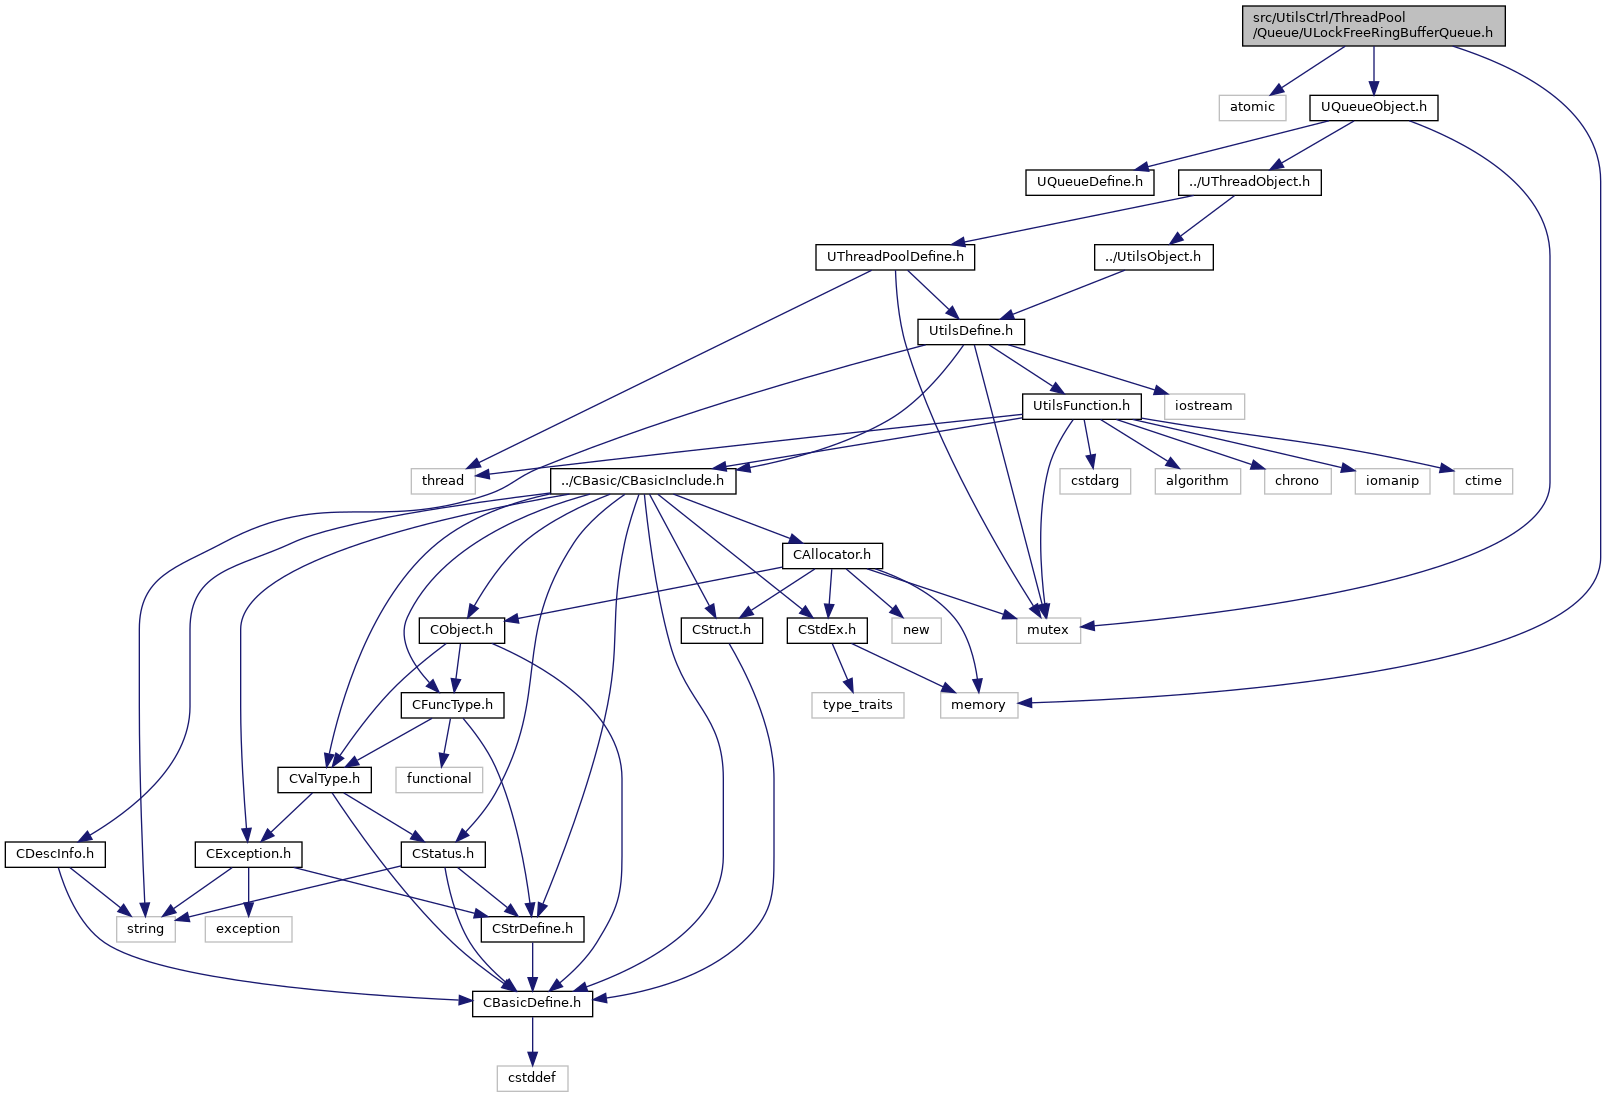 src/UtilsCtrl/ThreadPool
/Queue/ULockFreeRingBufferQueue.h
atomic
UQueueObject.h
UQueueDefine.h
../UThreadObject.h
UThreadPoolDefine.h
../UtilsObject.h
UtilsDefine.h
UtilsFunction.h
iostream
thread
../CBasic/CBasicInclude.h
cstdarg
algorithm
chrono
iomanip
ctime
CAllocator.h
CObject.h
CStruct.h
CStdEx.h
new
mutex
CFuncType.h
type_traits
memory
CValType.h
functional
CDescInfo.h
CException.h
CStatus.h
string
exception
CStrDefine.h
CBasicDefine.h
cstddef